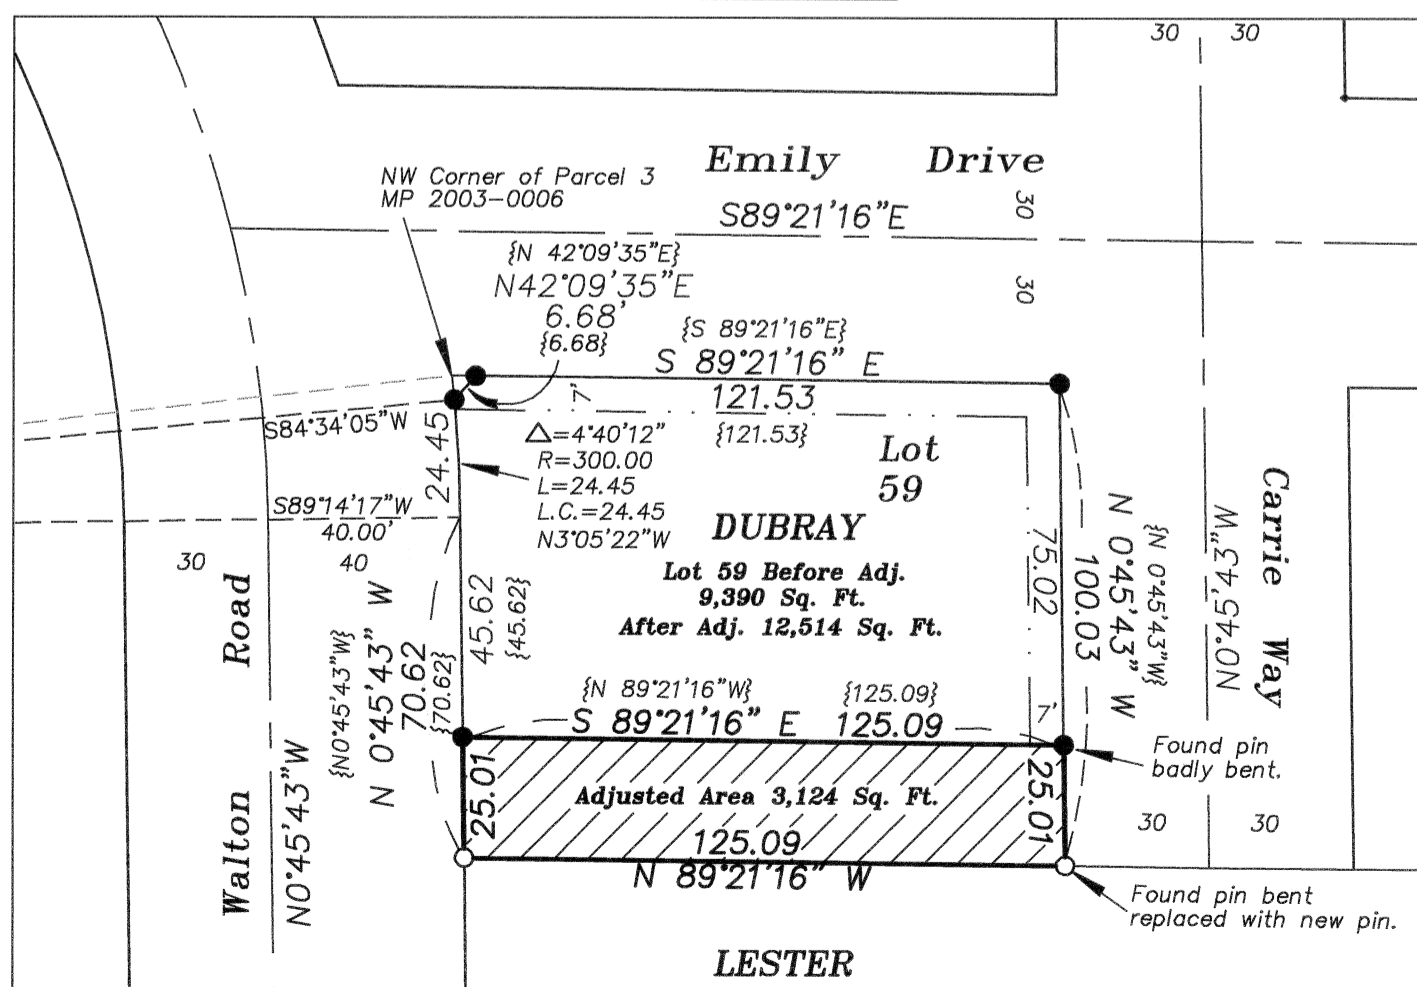 30 30
Emily Drive
S89°21'16"E
30
30
NW Corner of Parcel 3
MP 2003-0006
{N 42°09'35"E}
N42°09'35"E
6.68'
{6.68}
{S 89°21'16"E}
S 89°21'16" E
121.53
{121.53}
7'
S84°34'05"W
24.45
Δ=4°40'12"
R=300.00
L=24.45
L.C.=24.45
N3°05'22"W
Lot
59
S89°14'17"W
40.00'
30
40
DUBRAY
Lot 59 Before Adj.
9,390 Sq. Ft.
After Adj. 12,514 Sq. Ft.
Walton Road
N0°45'43"W
{N0°45'43"W}
N 0°45'43" W
70.62
{70.62}
45.62
{45.62}
75.02
100.03
N 0°45'43" W
{N 0°45'43"W}
N0°45'43"W
Carrie Way
{N 89°21'16"W} {125.09}
S 89°21'16" E 125.09
7'
Found pin
badly bent.
25.01
Adjusted Area 3,124 Sq. Ft.
25.01
125.09
N 89°21'16" W
30 30
Found pin bent
replaced with new pin.
LESTER